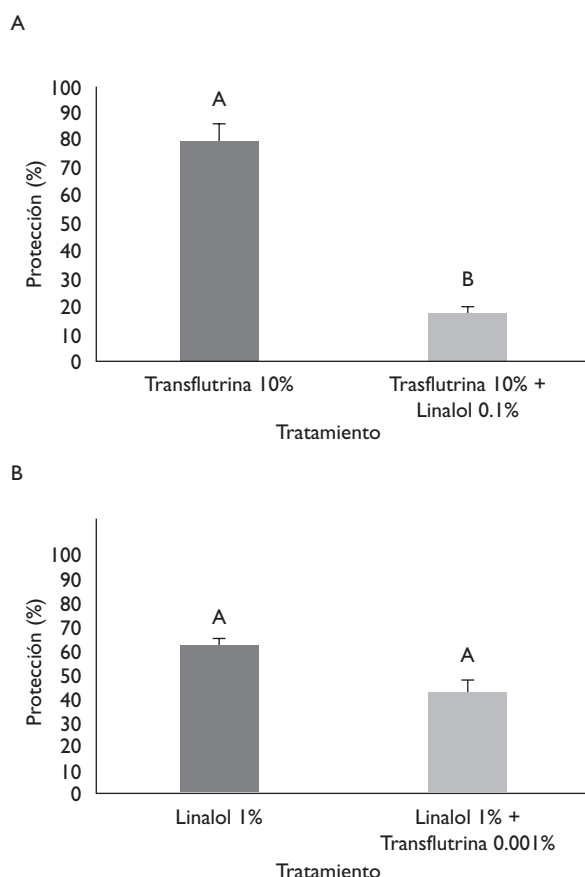 A
100
90
80
70
60
50
40
30
20
10
0
Protección (%)
A
B
Transflutrina 10%
Trasflutrina 10% +
Linalol 0.1%
Tratamiento
B
100
90
80
70
60
50
40
30
20
10
0
Protección (%)
A
A
Linalol 1%
Linalol 1% +
Transflutrina 0.001%
Tratamiento